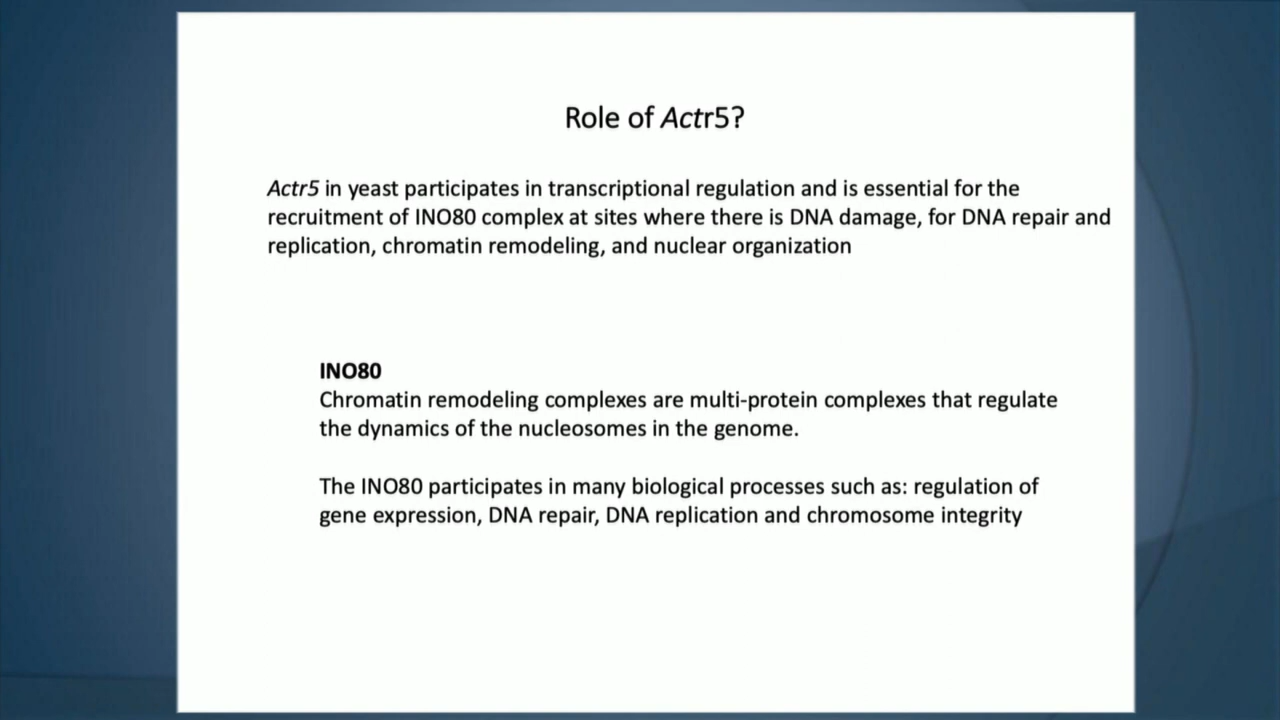 Role of Actr5?
Actr5 in yeast participates in transcriptional regulation and is essential for the
recruitment of INO80 complex at sites where there is DNA damage, for DNA repair and
replication, chromatin remodeling, and nuclear organization
INO80
Chromatin remodeling complexes are multi-protein complexes that regulate
the dynamics of the nucleosomes in the genome.
The INO80 participates in many biological processes such as: regulation of
gene expression, DNA repair, DNA replication and chromosome integrity